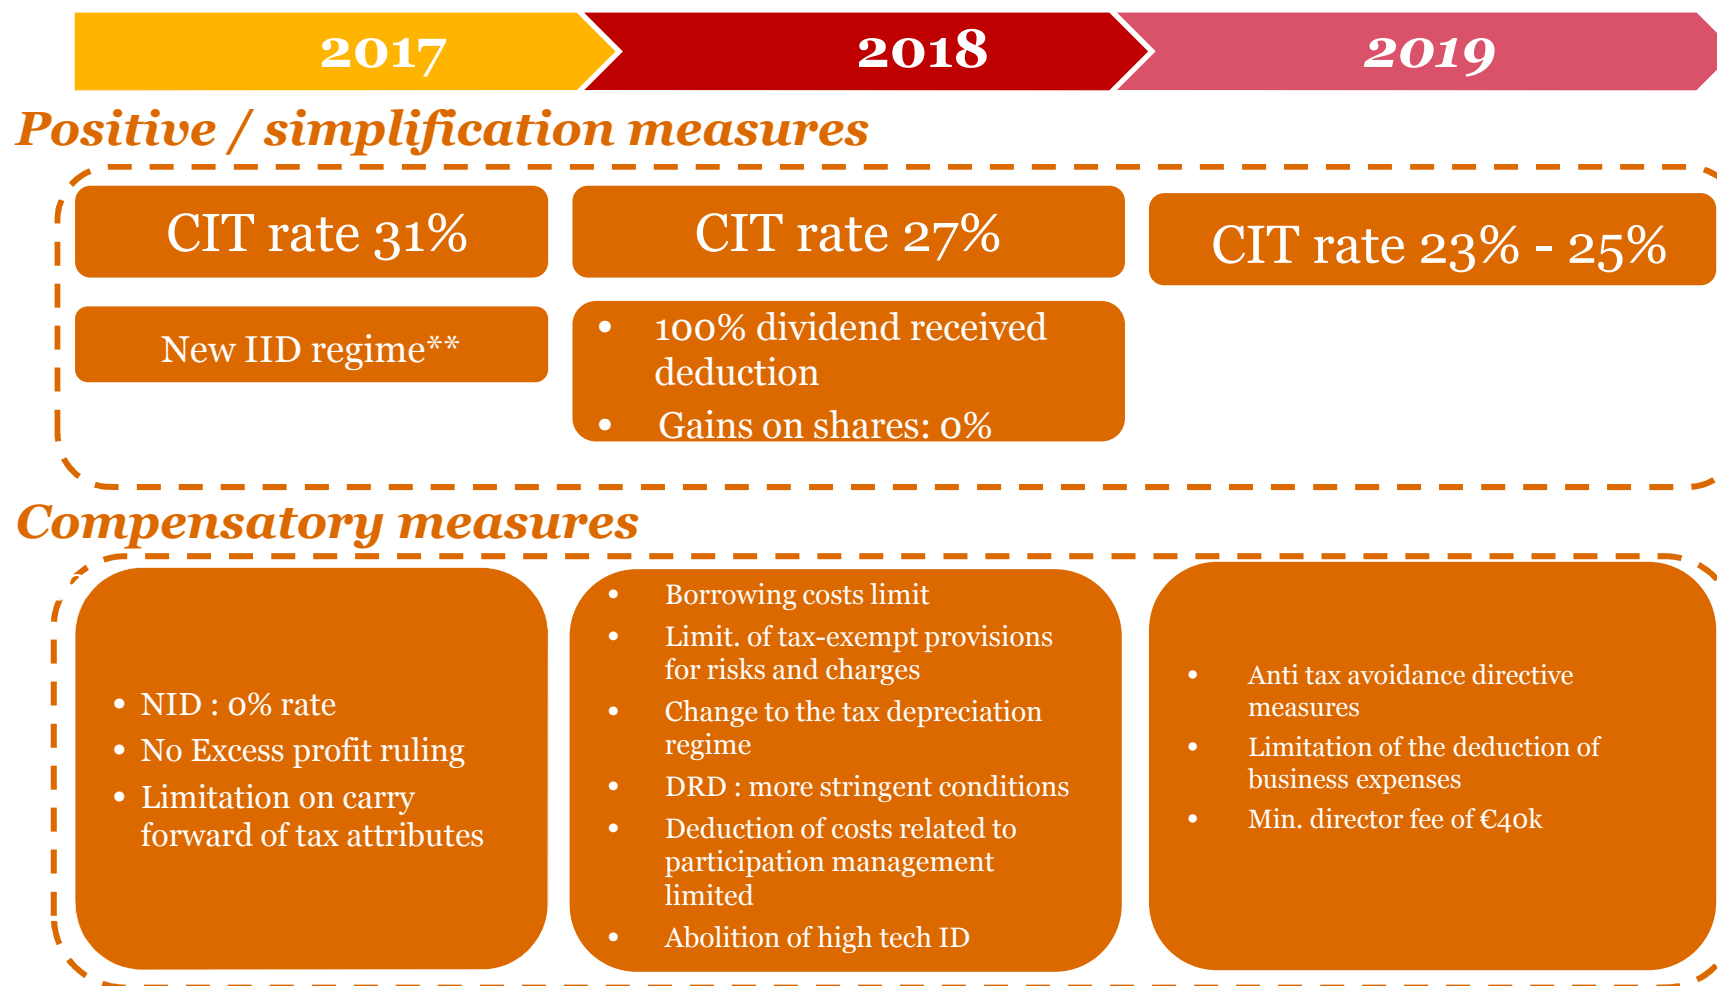 2017
2018
2019
Positive / simplification measures
CIT rate 31%
CIT rate 27%
CIT rate 23% - 25%
New IID regime**
• 100% dividend received
deduction
• Gains on shares: 0%
Compensatory measures
• NID : 0% rate
• No Excess profit ruling
• Limitation on carry
forward of tax attributes
• Borrowing costs limit
• Limit. of tax-exempt provisions
for risks and charges
• Change to the tax depreciation
regime
• DRD : more stringent conditions
• Deduction of costs related to
participation management
limited
• Abolition of high tech ID
• Anti tax avoidance directive
measures
• Limitation of the deduction of
business expenses
• Min. director fee of €40k